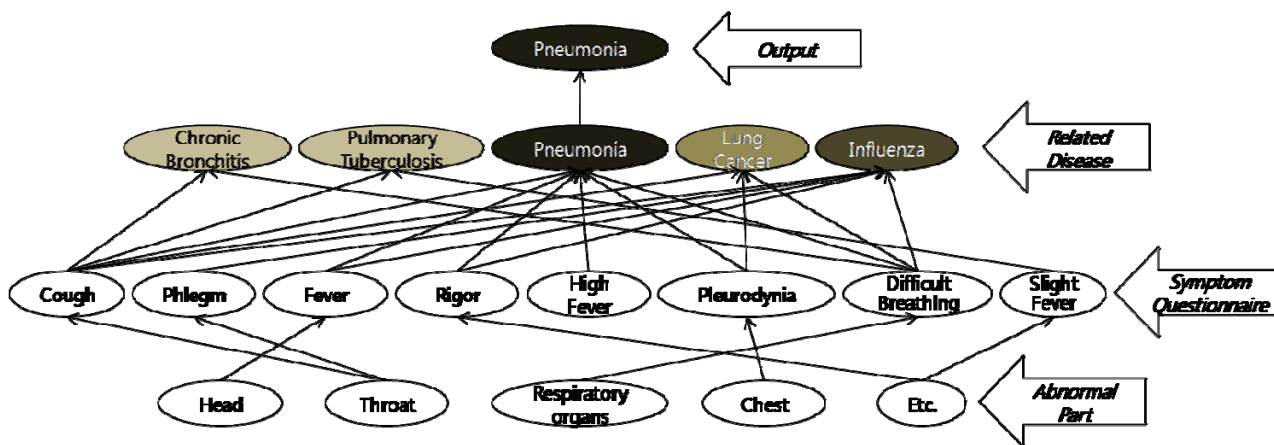 Pneumonia
Output
Chronic
Bronchitis
Pulmonary
Tuberculosis
Pneumonia
Lung
Cancer
Influenza
Related
Disease
Cough
Phlegm
Fever
Rigor
High
Fever
Pleurodynia
Difficult
Breathing
Slight
Fever
Symptom
Questionnaire
Head
Throat
Respiratory
organs
Chest
Etc.
Abnormal
Part